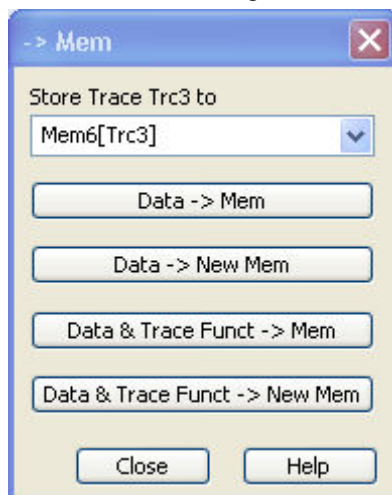 -> Mem
Store Trace Trc3 to
Mem6[Trc3]
Data -> Mem
Data -> New Mem
Data & Trace Funct -> Mem
Data & Trace Funct -> New Mem
Close Help